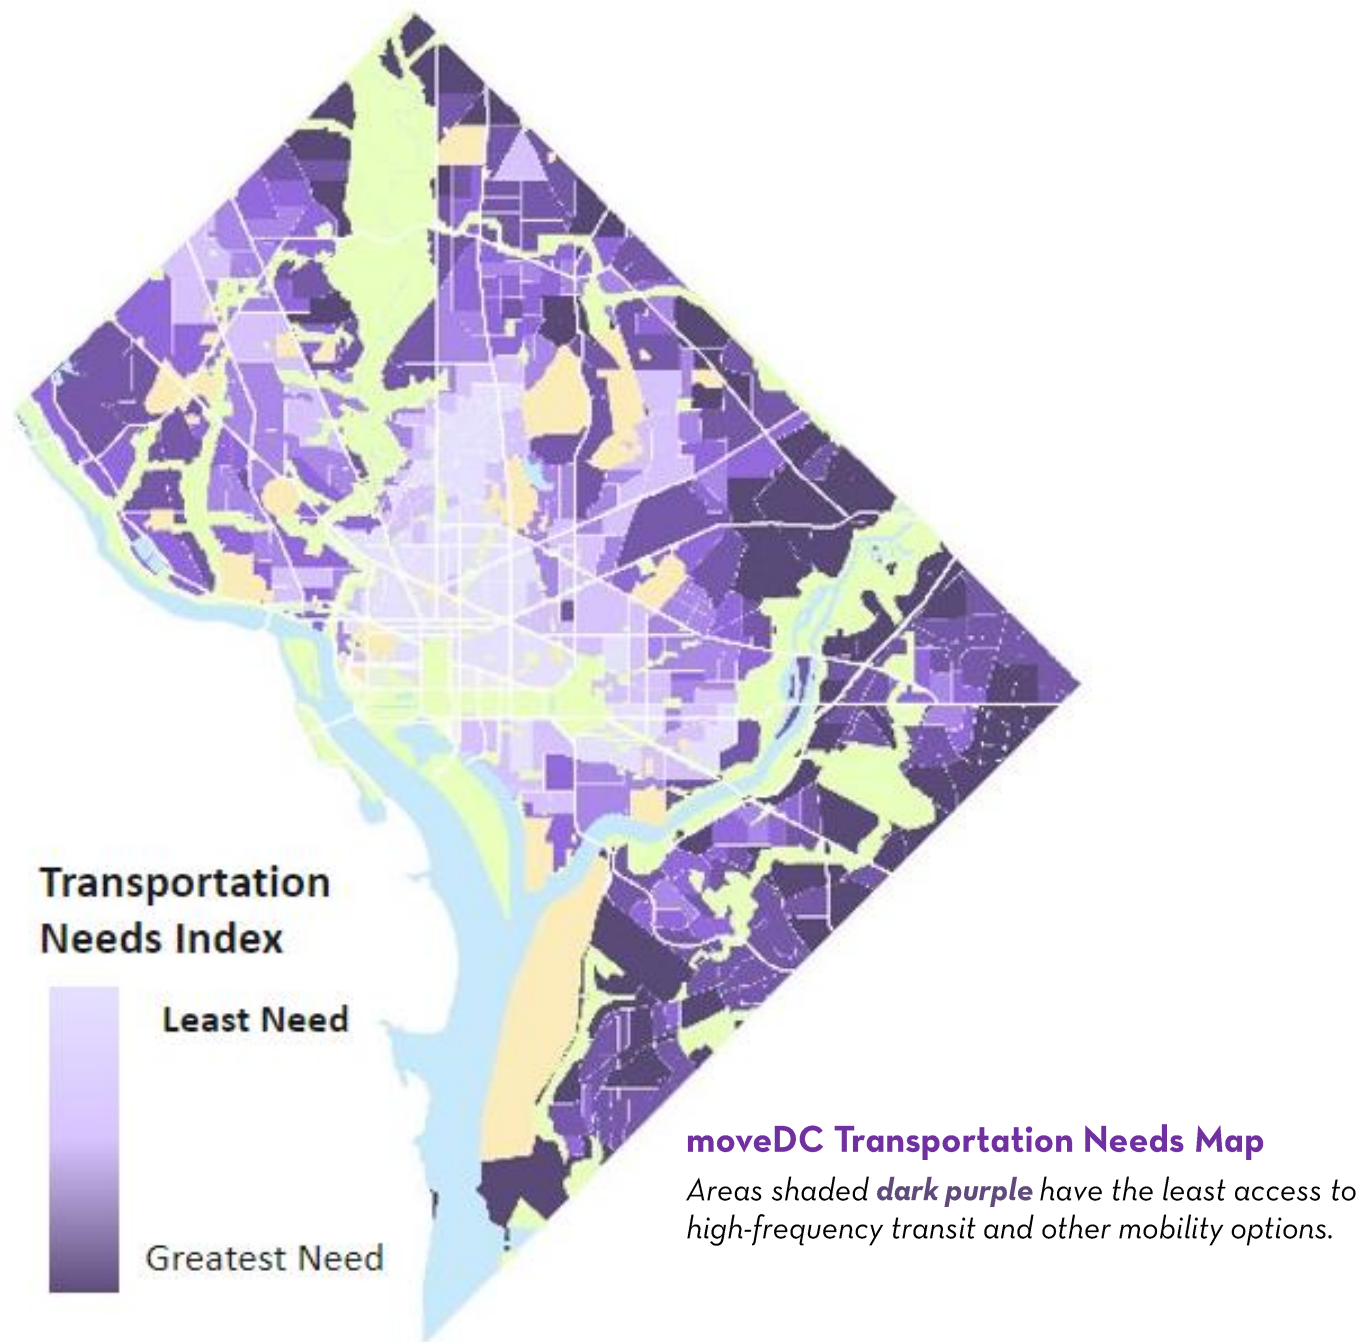 Transportation
Needs Index
Least Need
Greatest Need
moveDC Transportation Needs Map
Areas shaded dark purple have the least access to
high-frequency transit and other mobility options.